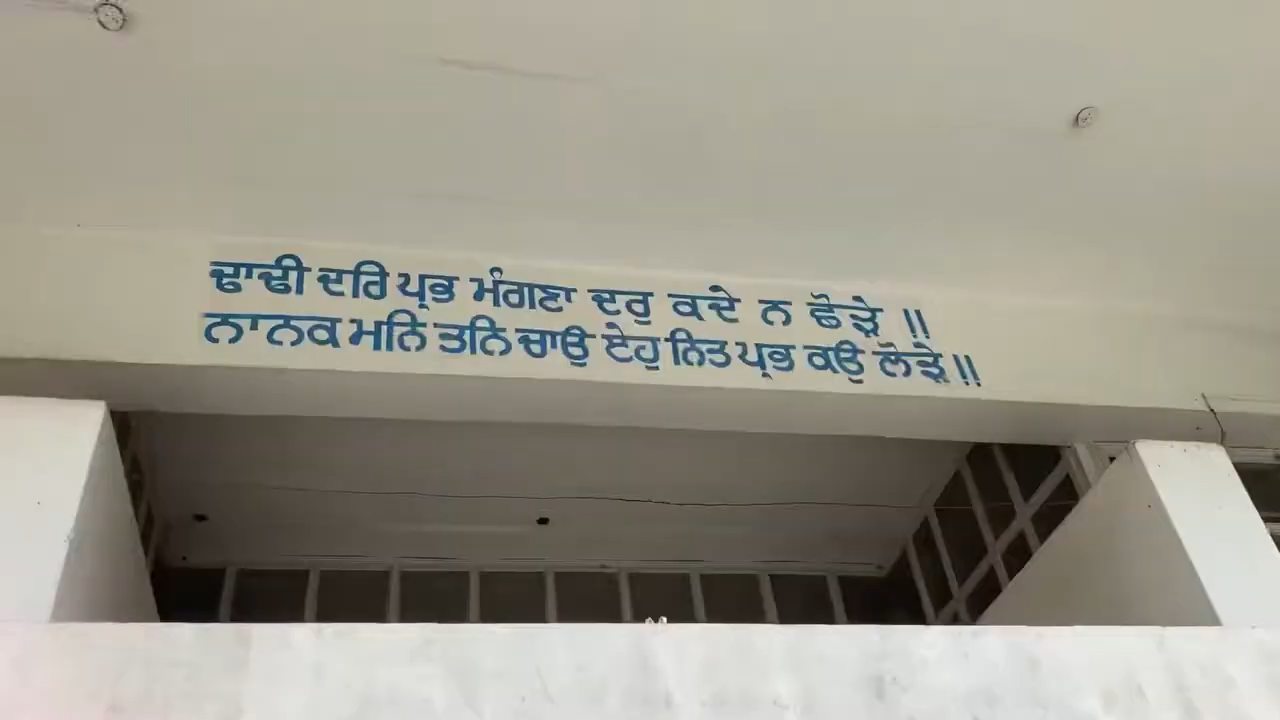 ਢਾਢੀ ਦਰਿ ਪ੍ਰਭ ਮੰਗਣਾ ਦਰੁ ਕਦੇ ਨ ਛੋੜੇ ॥
ਨਾਨਕ ਮਨਿ ਤਨਿ ਚਾਉ ਏਹੁ ਨਿਤ ਪ੍ਰਭ ਕਉ ਲੋੜੇ ॥